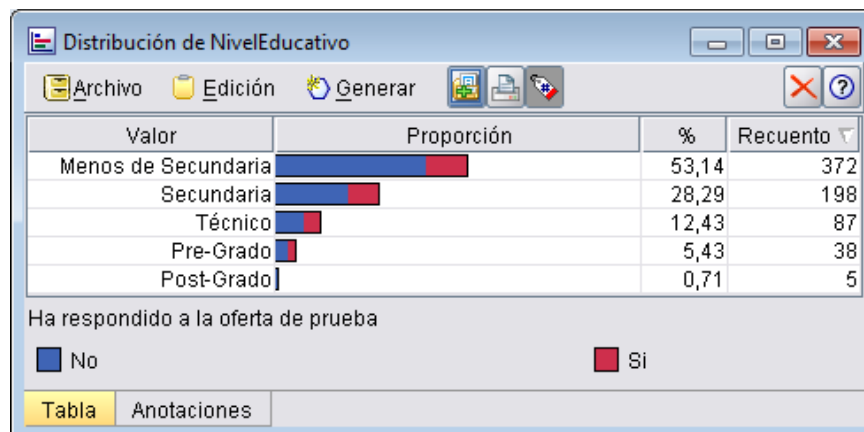 Distribución de NivelEducativo
Archivo Edición Generar
Valor Proporción % Recuento
Menos de Secundaria 53,14 372
Secundaria 28,29 198
Técnico 12,43 87
Pre-Grado 5,43 38
Post-Grado 0,71 5
Ha respondido a la oferta de prueba
No Si
Tabla Anotaciones